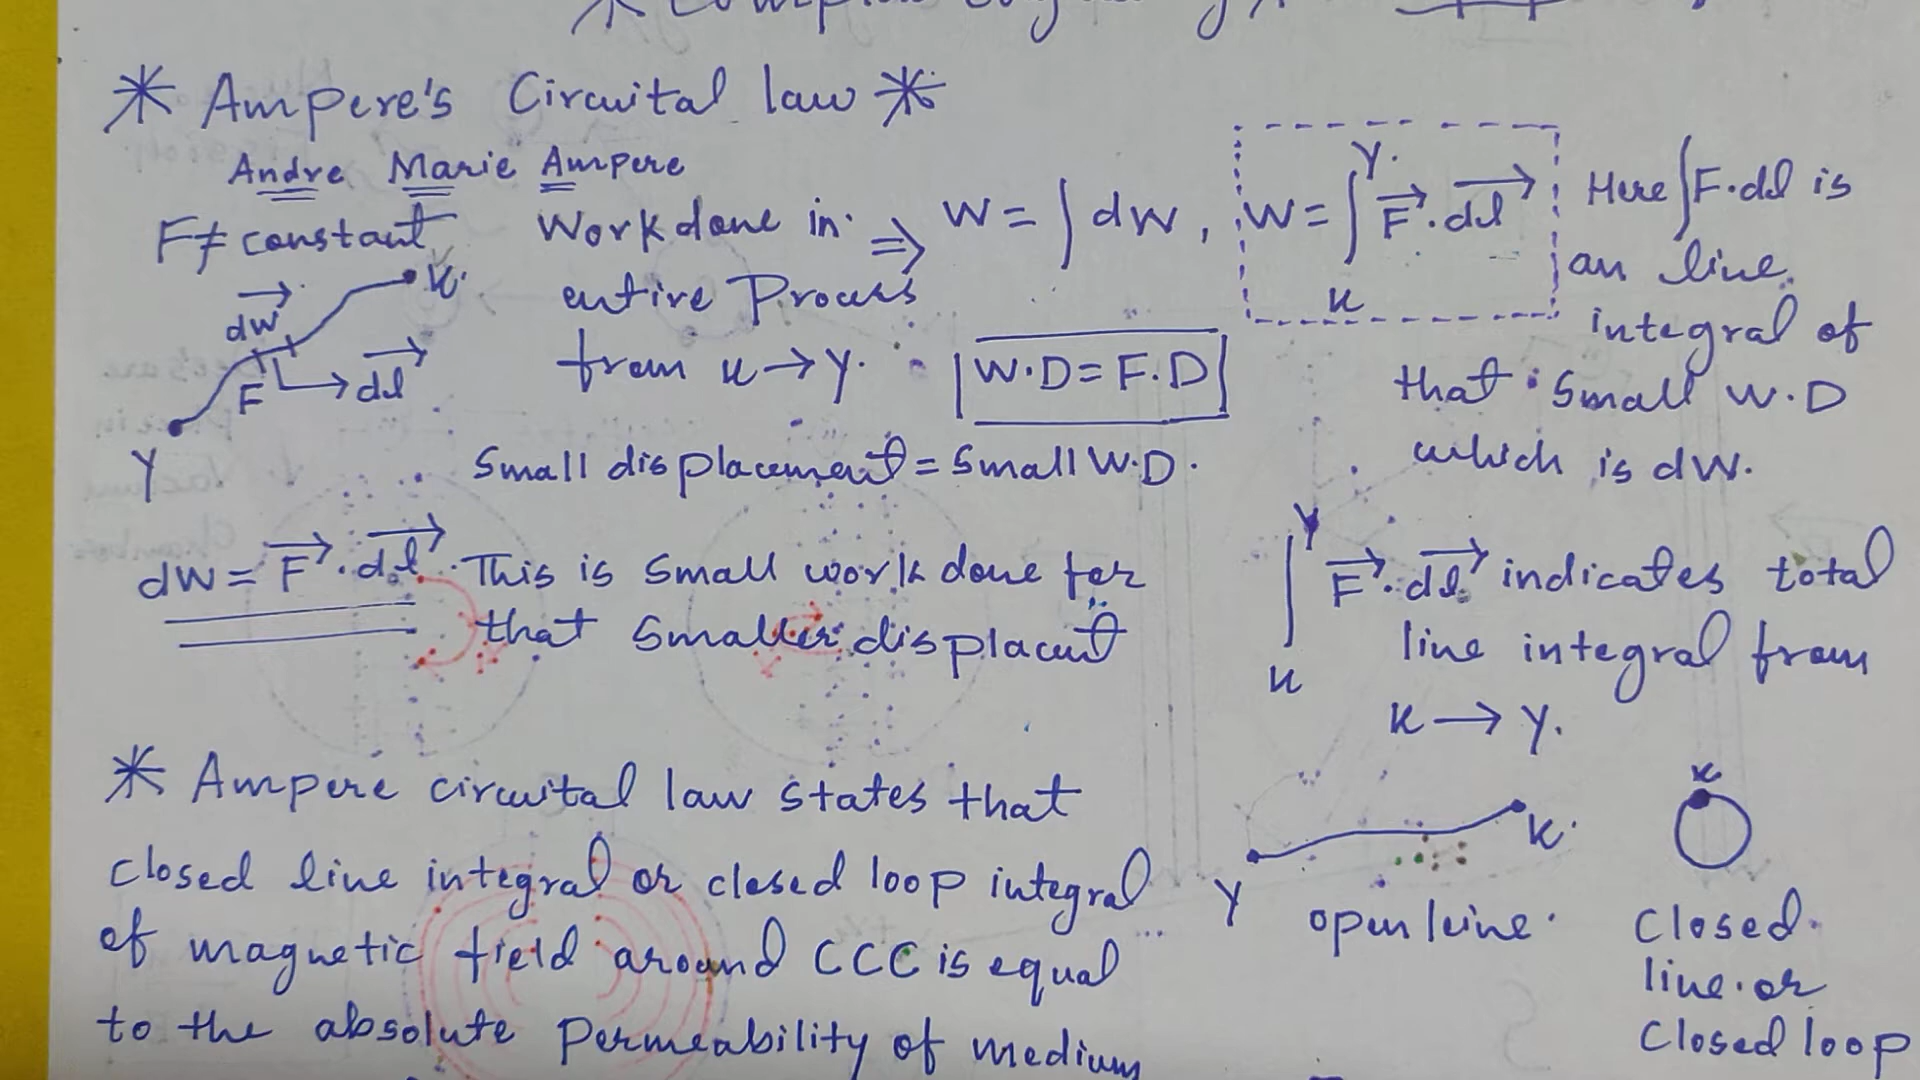 * Ampere's Circuital law *
Andre Marie Ampere
F ≠ constant
dW
x
F
dl
Y
Work done in
entire Process
from x → y.
⇒ W = ∫ dW, W = ∫ F⃗ · dl⃗
Y
x
W·D = F.D
Here ∫F·dl is
an line
integral of
that small W.D
which is dW.
Small displacement = Small W.D.
dW = F⃗ · dl⃗. This is small work done for
that smaller displacent
Y
∫ F⃗ · dl⃗ indicates total
x
line integral from
x → y.
* Ampere circuital law states that
closed line integral or closed loop integral
of magnetic field around CCC is equal
to the absolute Permeability of medium
Y
x
open line.
x
Closed
line or
Closed loop